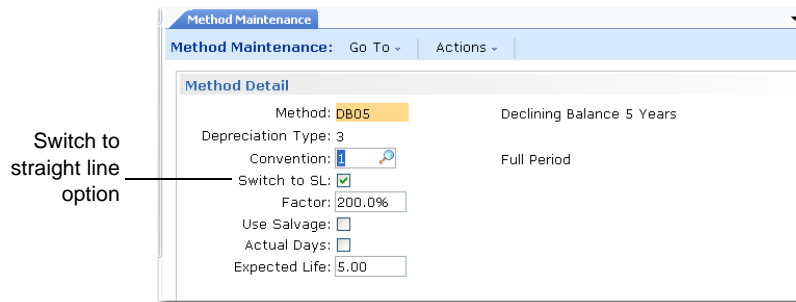 Method Maintenance
Method Maintenance: Go To Actions
Method Detail
Method: DB05 Declining Balance 5 Years
Depreciation Type: 3
Convention: 1 Full Period
Switch to straight line option
Switch to SL:
Factor: 200.0%
Use Salvage:
Actual Days:
Expected Life: 5.00